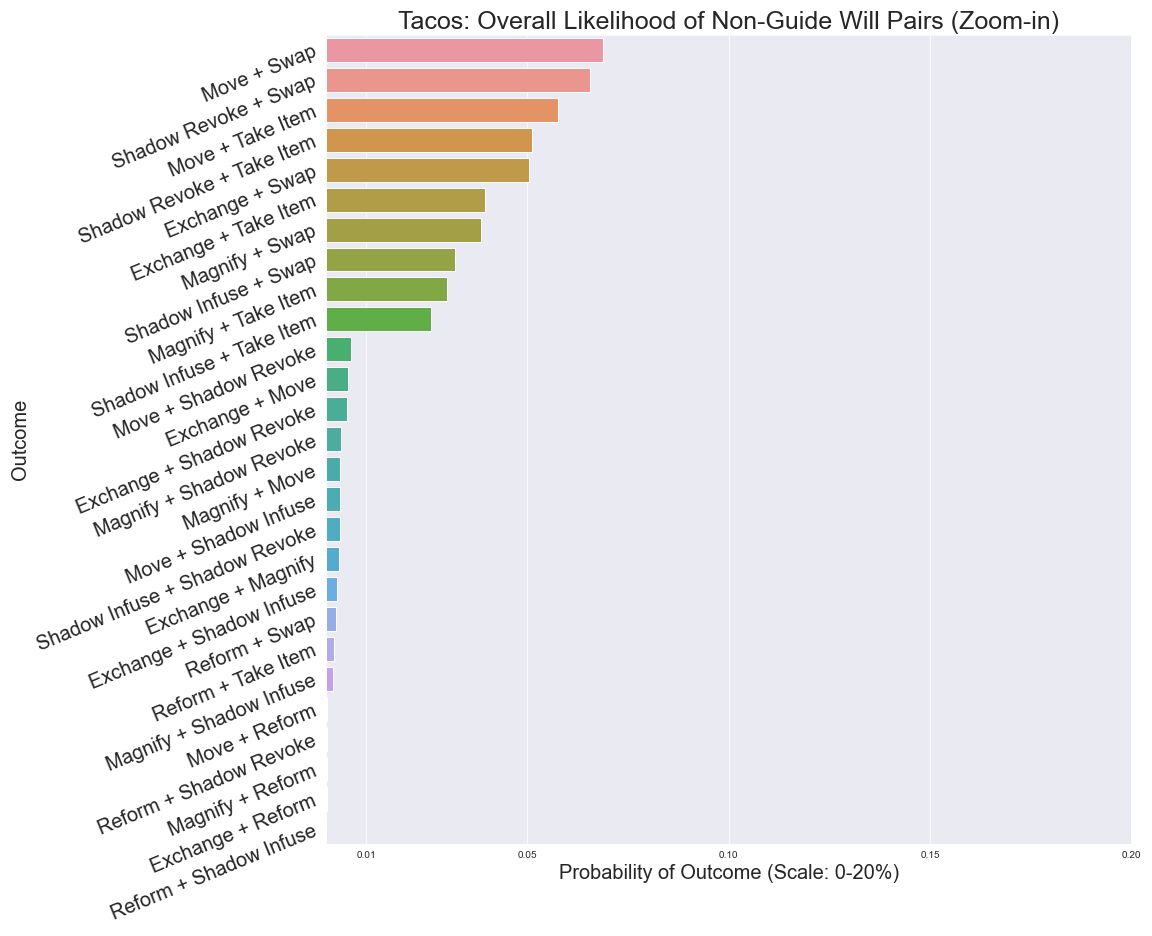 Tacos: Overall Likelihood of Non-Guide Will Pairs (Zoom-in)
Outcome
Move + Swap
Shadow Revoke + Swap
Move + Take Item
Shadow Revoke + Take Item
Exchange + Swap
Exchange + Take Item
Magnify + Swap
Shadow Infuse + Swap
Magnify + Take Item
Shadow Infuse + Take Item
Move + Shadow Revoke
Exchange + Move
Exchange + Shadow Revoke
Magnify + Shadow Revoke
Magnify + Move
Move + Shadow Infuse
Shadow Infuse + Shadow Revoke
Exchange + Magnify
Exchange + Shadow Infuse
Reform + Swap
Reform + Take Item
Magnify + Shadow Infuse
Move + Reform
Reform + Shadow Revoke
Magnify + Reform
Exchange + Reform
Reform + Shadow Infuse
0.01 0.05 0.10 0.15 0.20
Probability of Outcome (Scale: 0-20%)